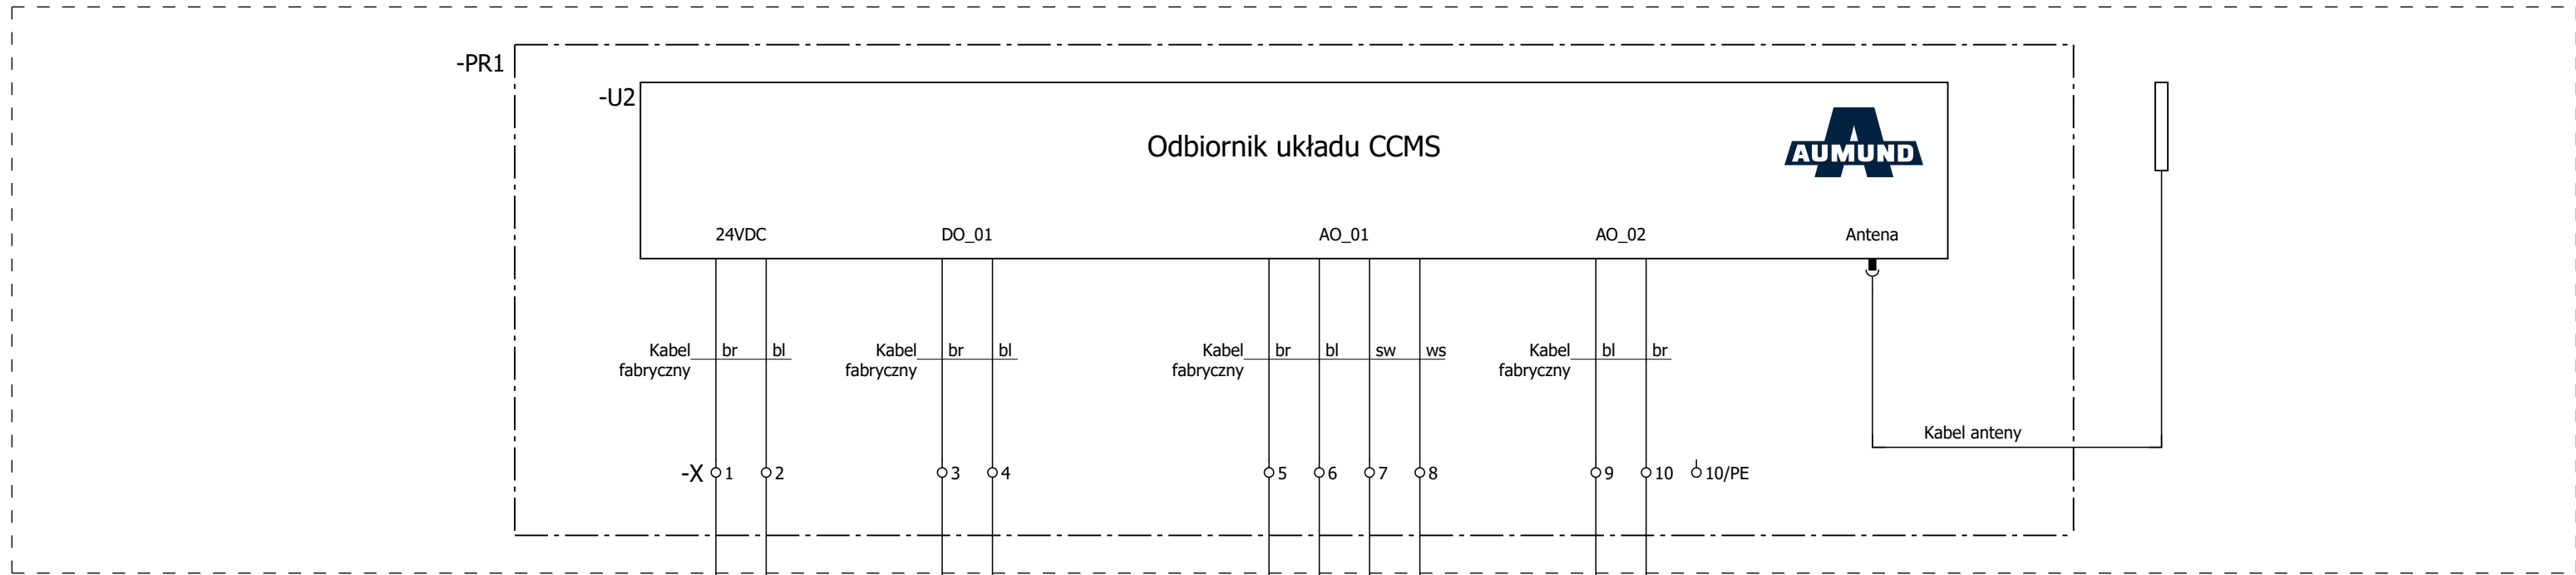 -PR1
-U2
Odbiornik układu CCMS
AUMUND
24VDC DO_01 AO_01 AO_02 Antena
Kabel fabryczny br bl
Kabel fabryczny br bl
Kabel fabryczny br bl sw ws
Kabel fabryczny bl br
Kabel anteny
-X 1 2 3 4 5 6 7 8 9 10 10/PE